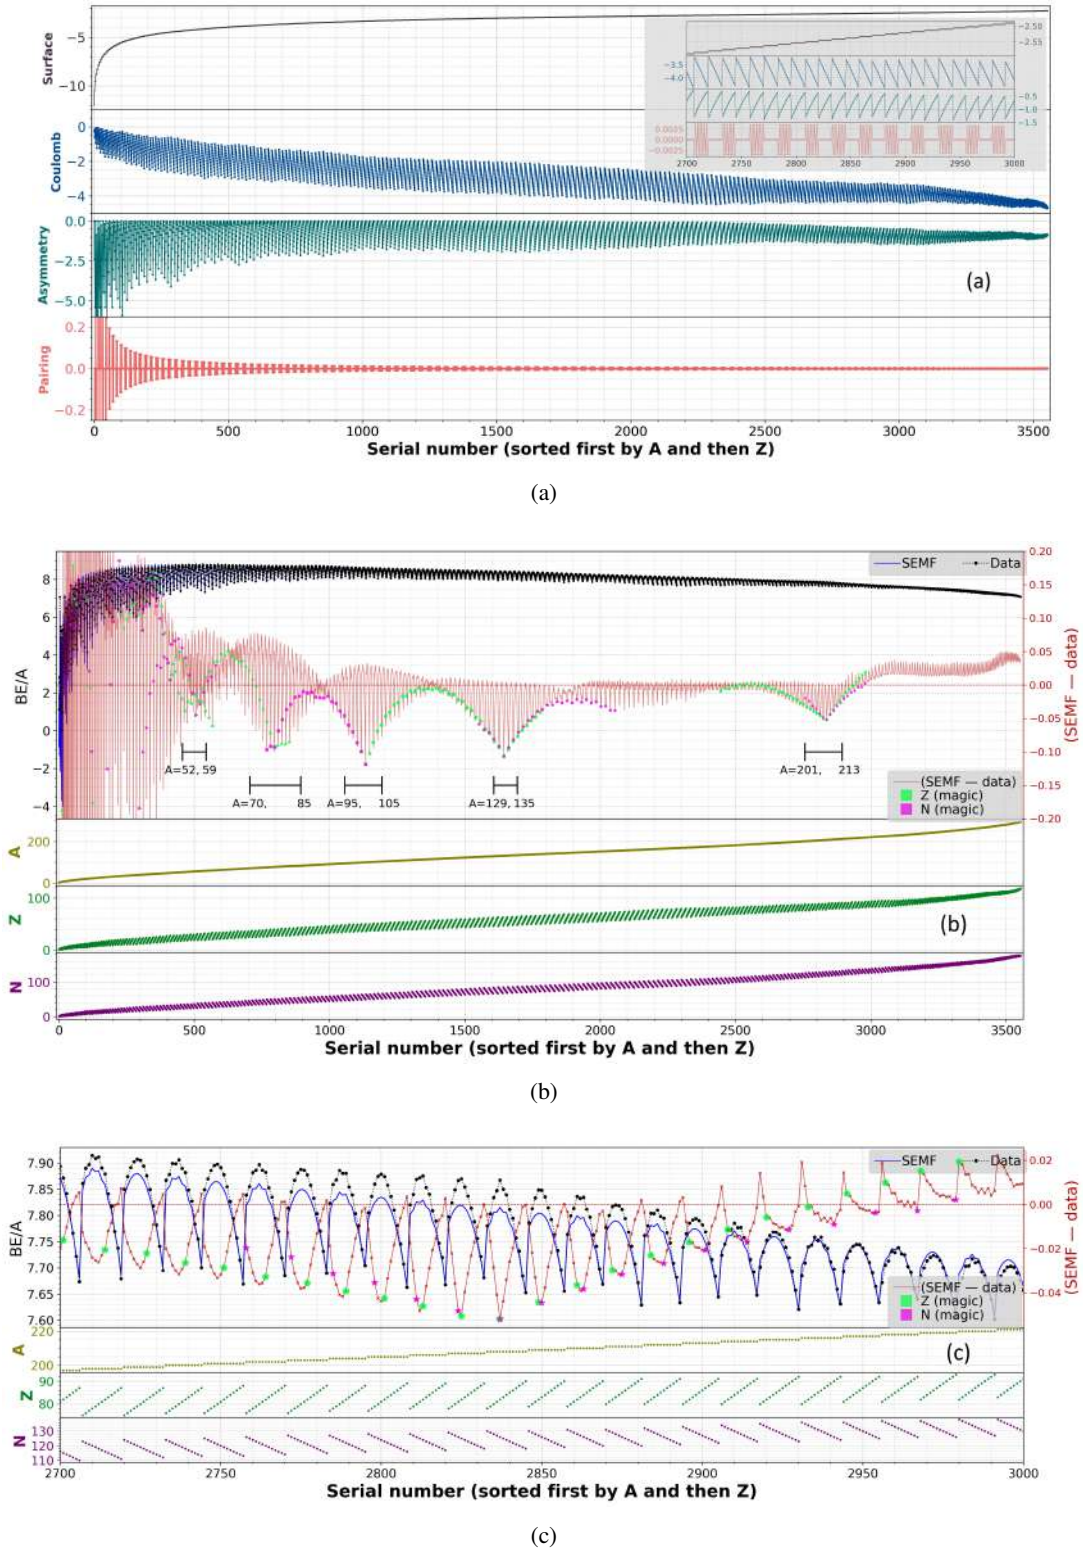 Surface
−5
−10
−2.50
−2.55
−3.5
−4.0
−0.5
−1.0
−1.5
0.0025
0.0000
−0.0025
2700 2750 2800 2850 2900 2950 3000
Coulomb
0
−2
−4
Asymmetry
0.0
−2.5
−5.0
(a)
Pairing
0.2
0.0
−0.2
0 500 1000 1500 2000 2500 3000 3500
Serial number (sorted first by A and then Z)
(a)
BE/A
8
6
4
2
0
−2
−4
SEMF Data
0.20
0.15
0.10
0.05
0.00
−0.05
−0.10
−0.15
−0.20
(SEMF — data)
A=52, 59
A=70, 85
A=95, 105
A=129, 135
A=201, 213
(SEMF — data)
Z (magic)
N (magic)
A
200
0
Z
100
0
(b)
N
100
0
0 500 1000 1500 2000 2500 3000 3500
Serial number (sorted first by A and then Z)
(b)
BE/A
7.90
7.85
7.80
7.75
7.70
7.65
7.60
SEMF Data
0.02
0.00
−0.02
−0.04
(SEMF — data)
(SEMF — data)
Z (magic)
N (magic)
A
220
200
(c)
Z
90
80
N
130
120
110
2700 2750 2800 2850 2900 2950 3000
Serial number (sorted first by A and then Z)
(c)